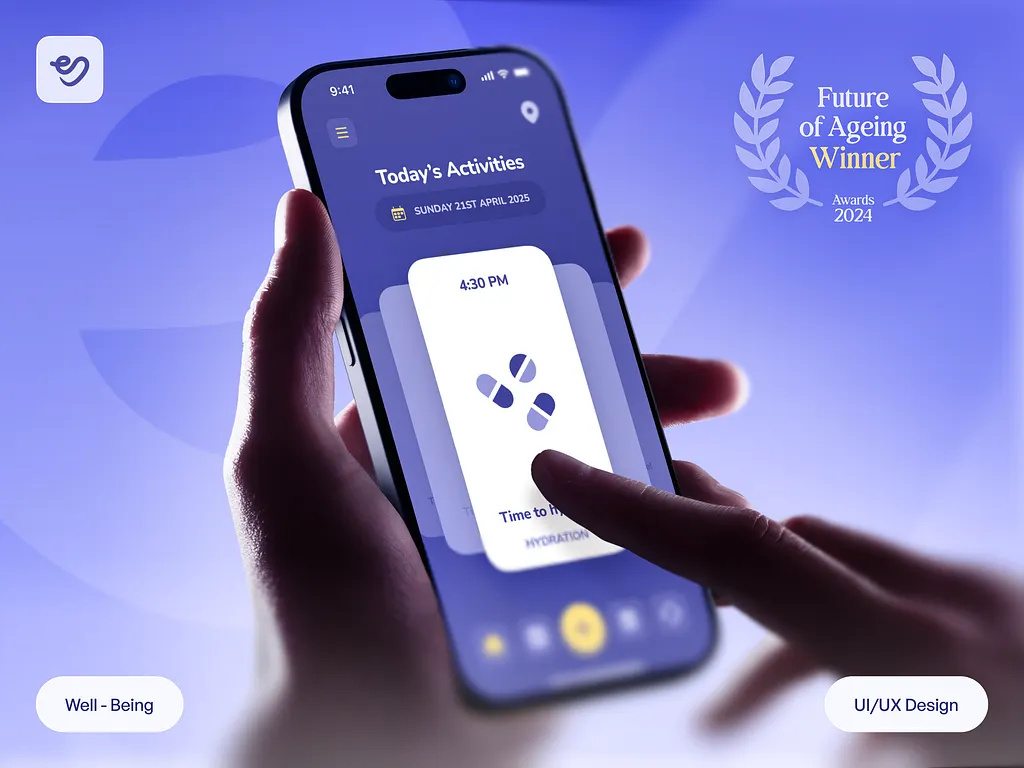 9:41
Today's Activities
SUNDAY 21ST APRIL 2025
4:30 PM
Time to
HYDRATION
Future
of Ageing
Winner
Awards
2024
Well - Being
UI/UX Design